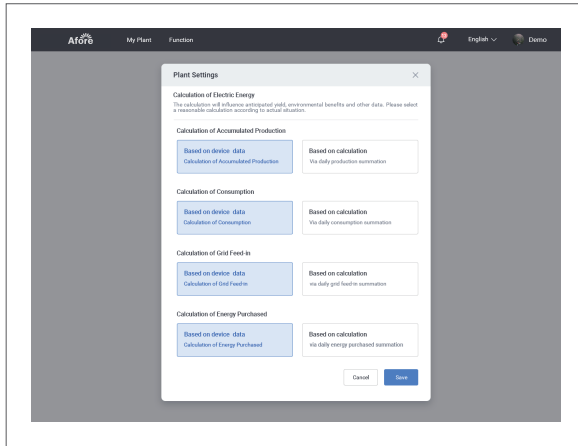 Afore
My Plant
Function
12
English
Demo
Plant Settings
Calculation of Electric Energy
The calculation will influence anticipated yield, environmental benefits and other data. Please select
a reasonable calculation according to actual situation.
Calculation of Accumulated Production
Based on device data
Calculation of Accumulated Production
Based on calculation
Via daily production summation
Calculation of Consumption
Based on device data
Calculation of Consumption
Based on calculation
Via daily consumption summation
Calculation of Grid Feed-in
Based on device data
Calculation of Grid Feed-in
Based on calculation
via daily grid feed-in summation
Calculation of Energy Purchased
Based on device data
Calculation of Energy Purchased
Based on calculation
via daily energy purchased summation
Cancel
Save